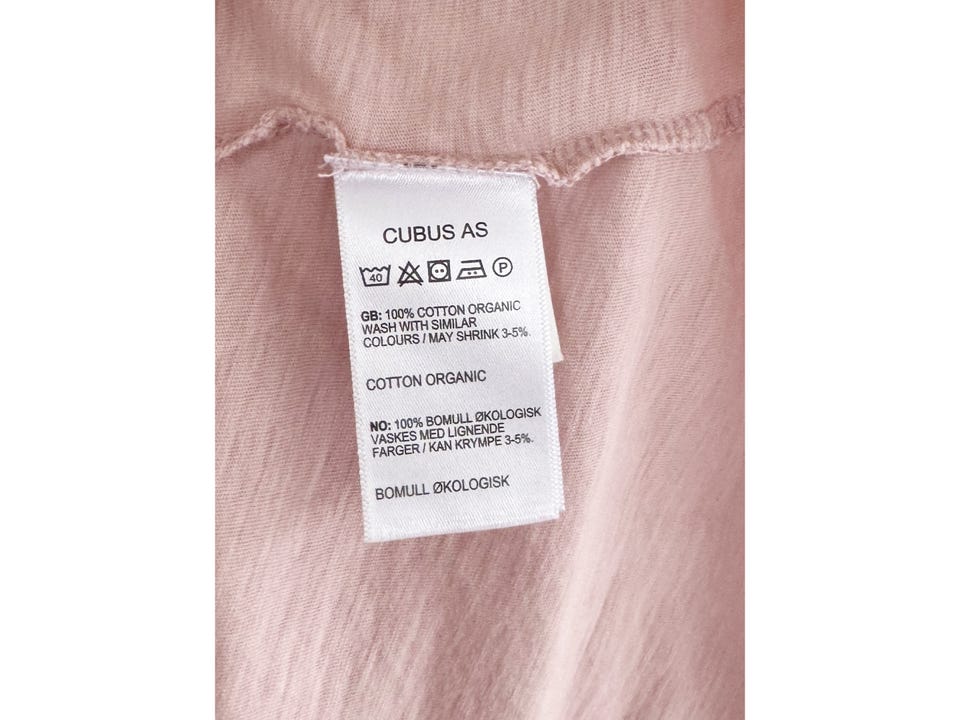 CUBUS AS
40 P
GB: 100% COTTON ORGANIC
WASH WITH SIMILAR
COLOURS / MAY SHRINK 3-5%.
COTTON ORGANIC
NO: 100% BOMULL ØKOLOGISK
VASKES MED LIGNENDE
FARGER / KAN KRYMPE 3-5%.
BOMULL ØKOLOGISK